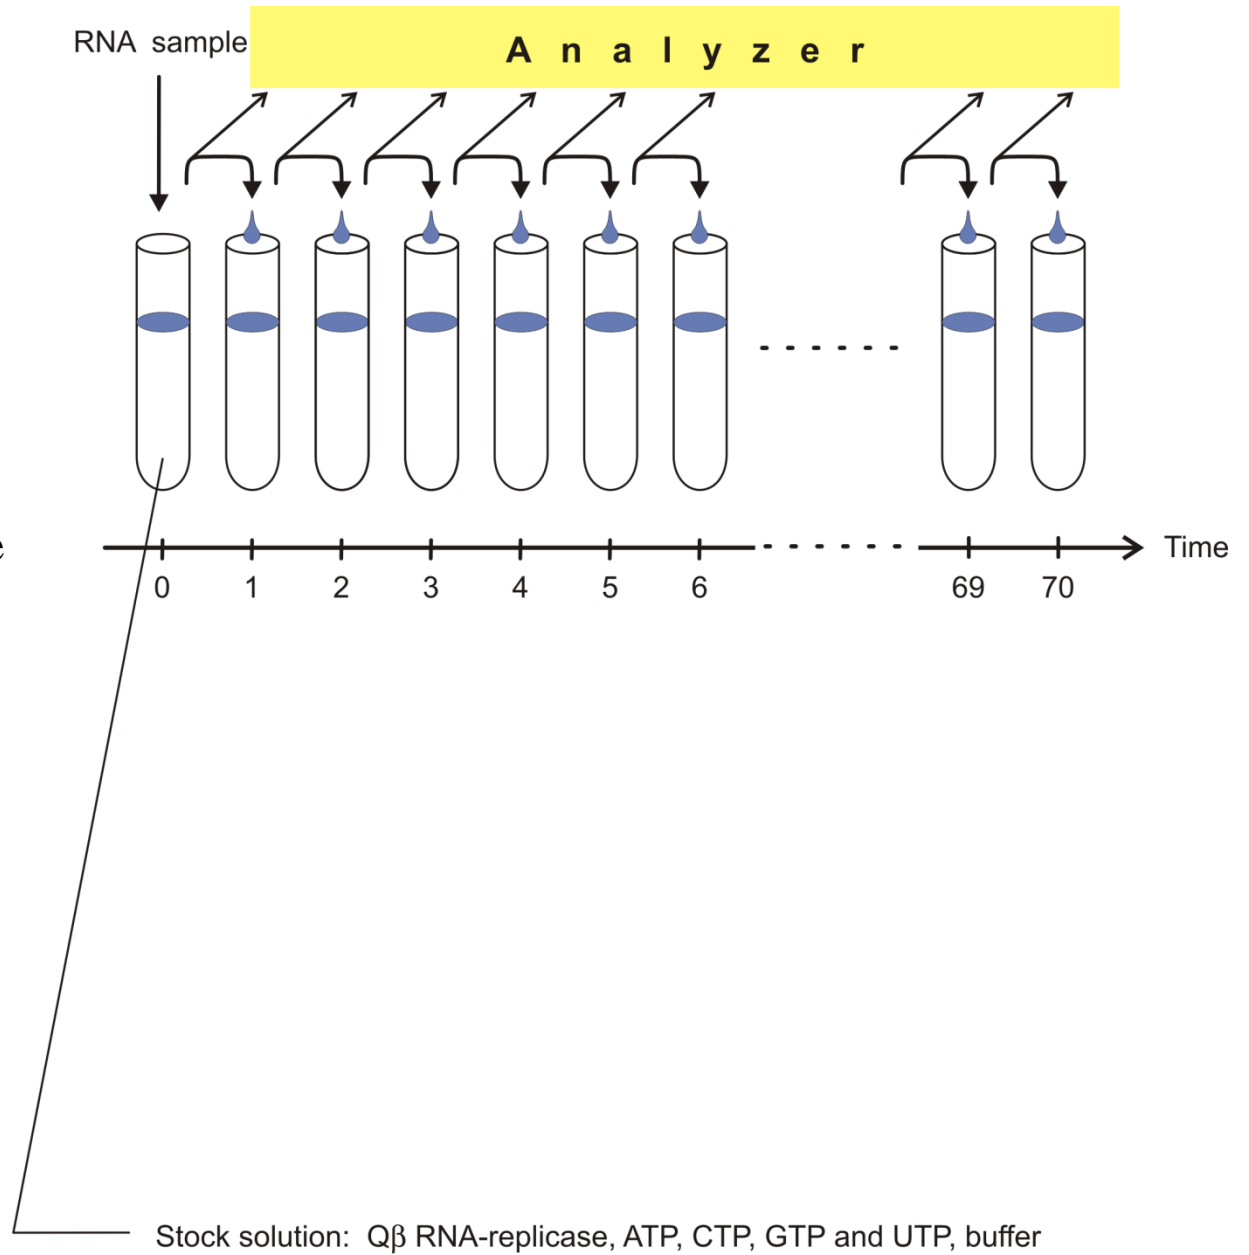 RNA sample
Analyzer
e
Time
0 1 2 3 4 5 6 69 70
Stock solution: Qβ RNA-replicase, ATP, CTP, GTP and UTP, buffer